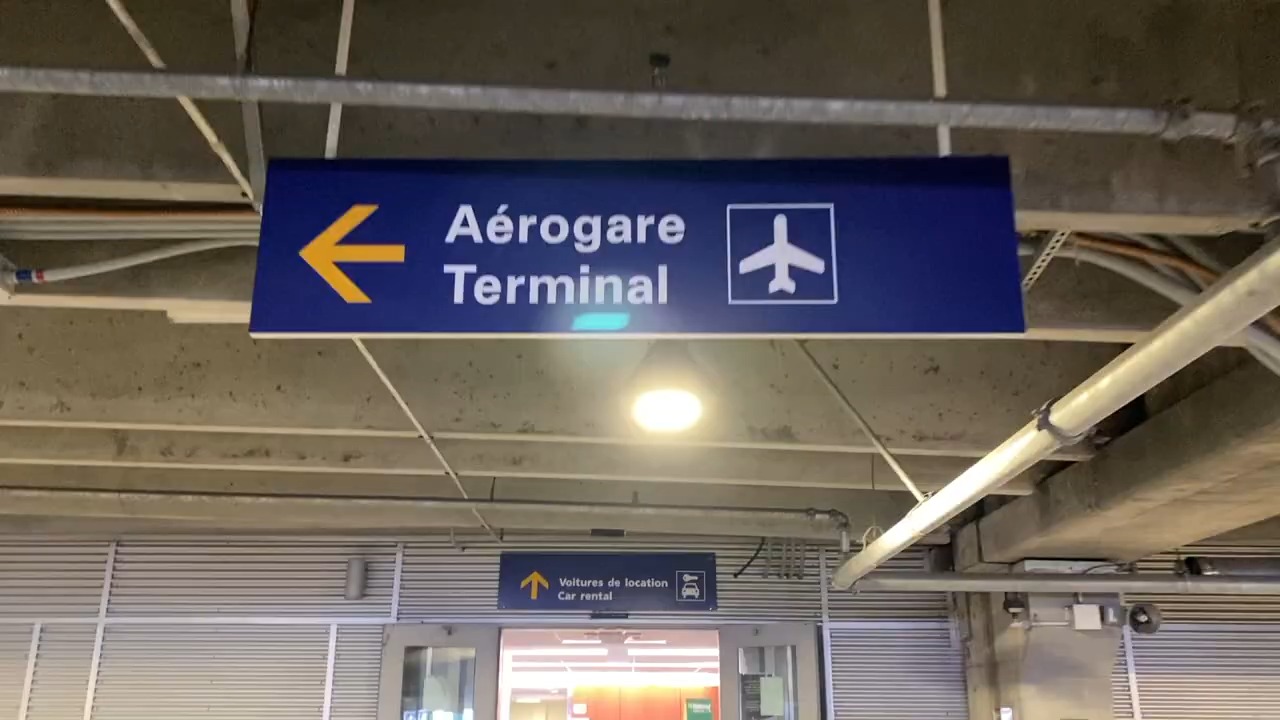 Aérogare
Terminal
Voitures de location
Car rental